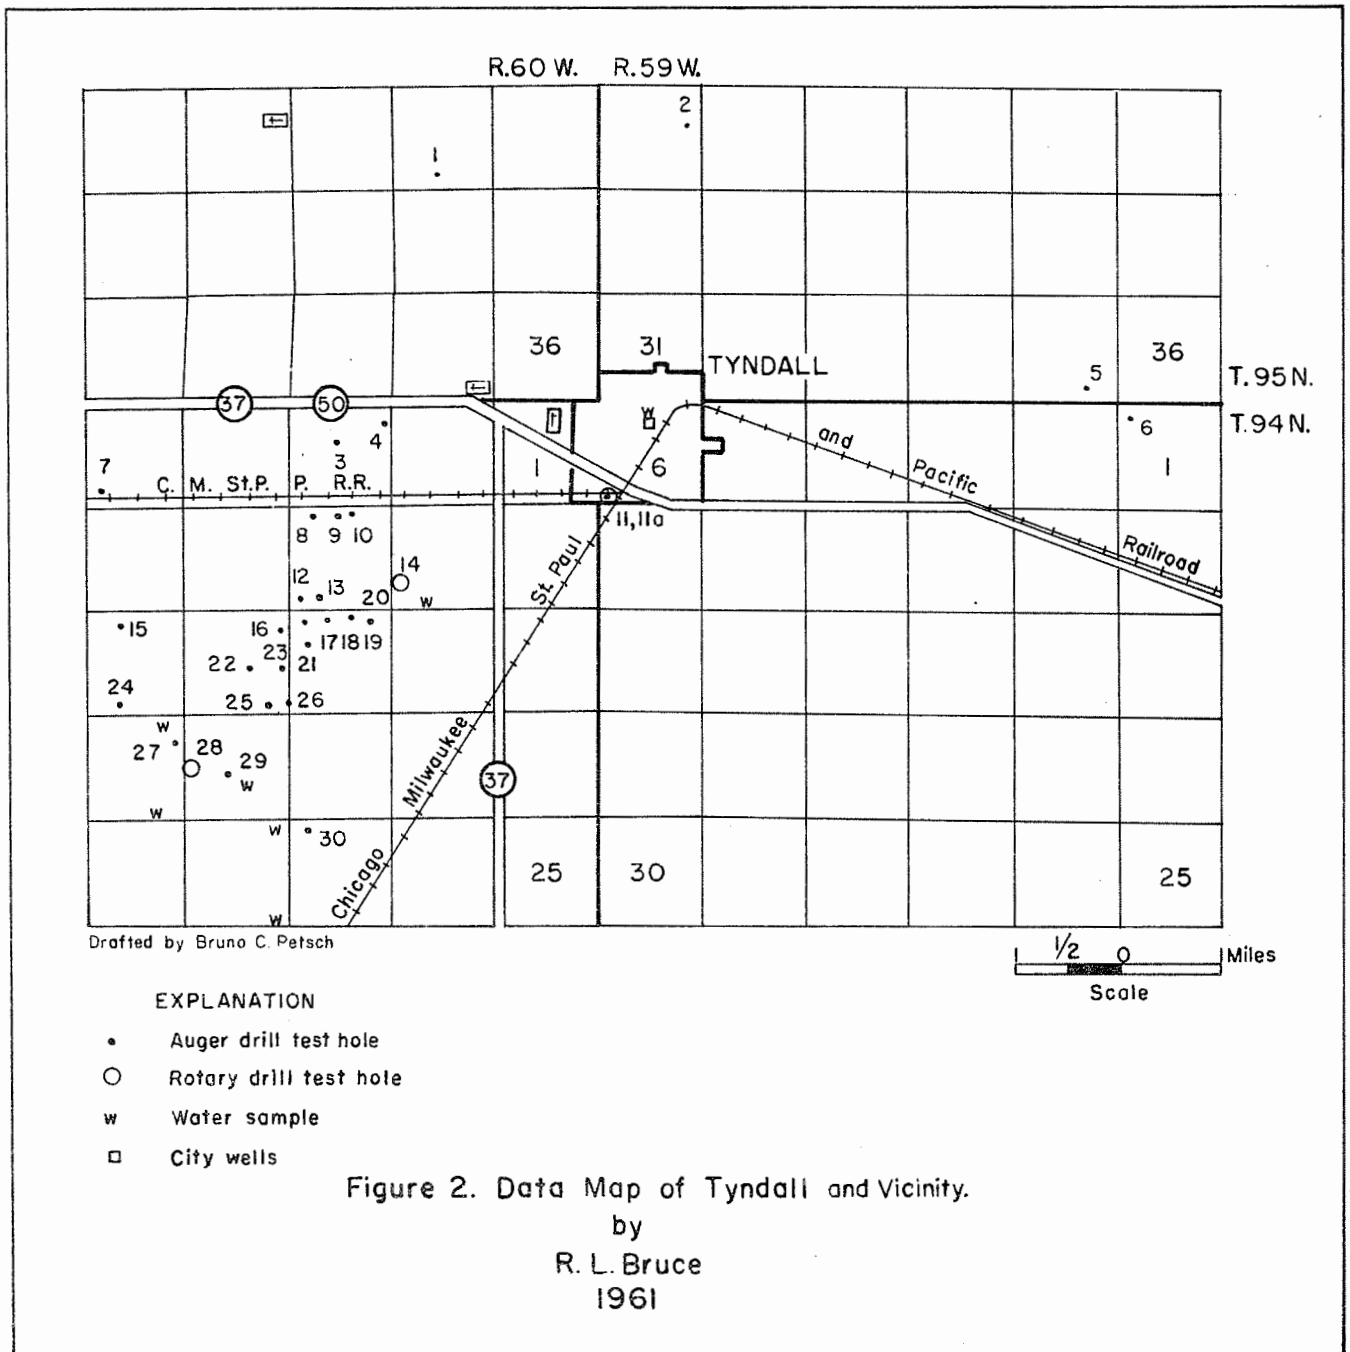 R.60 W. R.59 W.
2
1
36 31 36
TYNDALL
5
T.95 N.
37 50
W
4
6
T.94 N.
and
3
1 6 1
7
Pacific
C. M. St.P. P. R.R.
11,11a
8 9 10
Railroad
St. Paul
14
12 13
20
W
15 16
17 18 19
23
22 21
24
25 26
W
27 28 29
W
Milwaukee
37
W
W
30
Chicago
25 30 25
W
Drafted by Bruno C. Petsch
1 1/2 0 1 Miles
Scale
EXPLANATION
Auger drill test hole
Rotary drill test hole
w Water sample
City wells
Figure 2. Data Map of Tyndall and Vicinity.
by
R. L. Bruce
1961